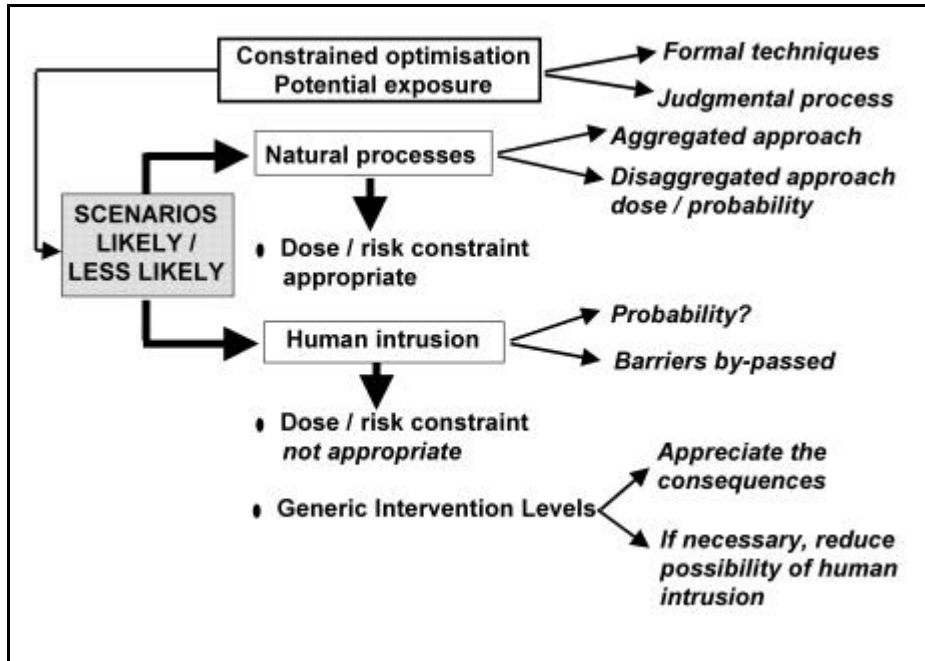 Constrained optimisation
Potential exposure
Formal techniques
Judgmental process
Natural processes
Aggregated approach
Disaggregated approach
dose / probability
SCENARIOS
LIKELY /
LESS LIKELY
• Dose / risk constraint
appropriate
Human intrusion
Probability?
Barriers by-passed
• Dose / risk constraint
not appropriate
• Generic Intervention Levels
Appreciate the
consequences
If necessary, reduce
possibility of human
intrusion